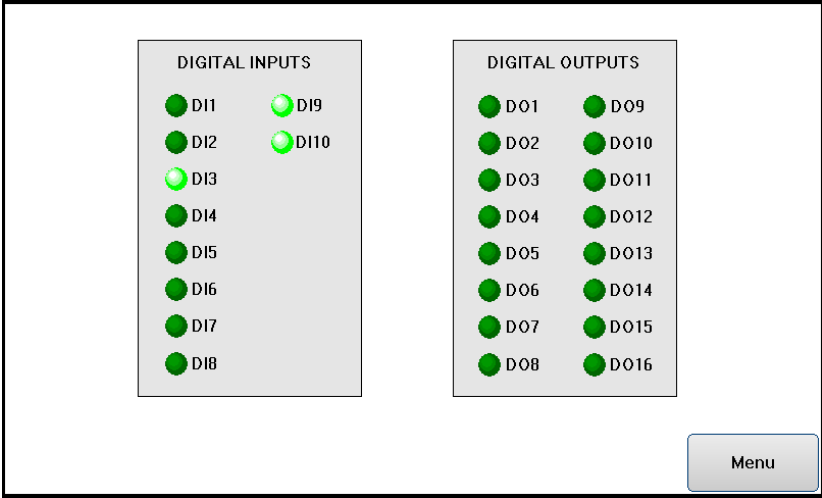 DIGITAL INPUTS
DI1
DI2
DI3
DI4
DI5
DI6
DI7
DI8
DI9
DI10
DIGITAL OUTPUTS
DO1
DO2
DO3
DO4
DO5
DO6
DO7
DO8
DO9
DO10
DO11
DO12
DO13
DO14
DO15
DO16
Menu